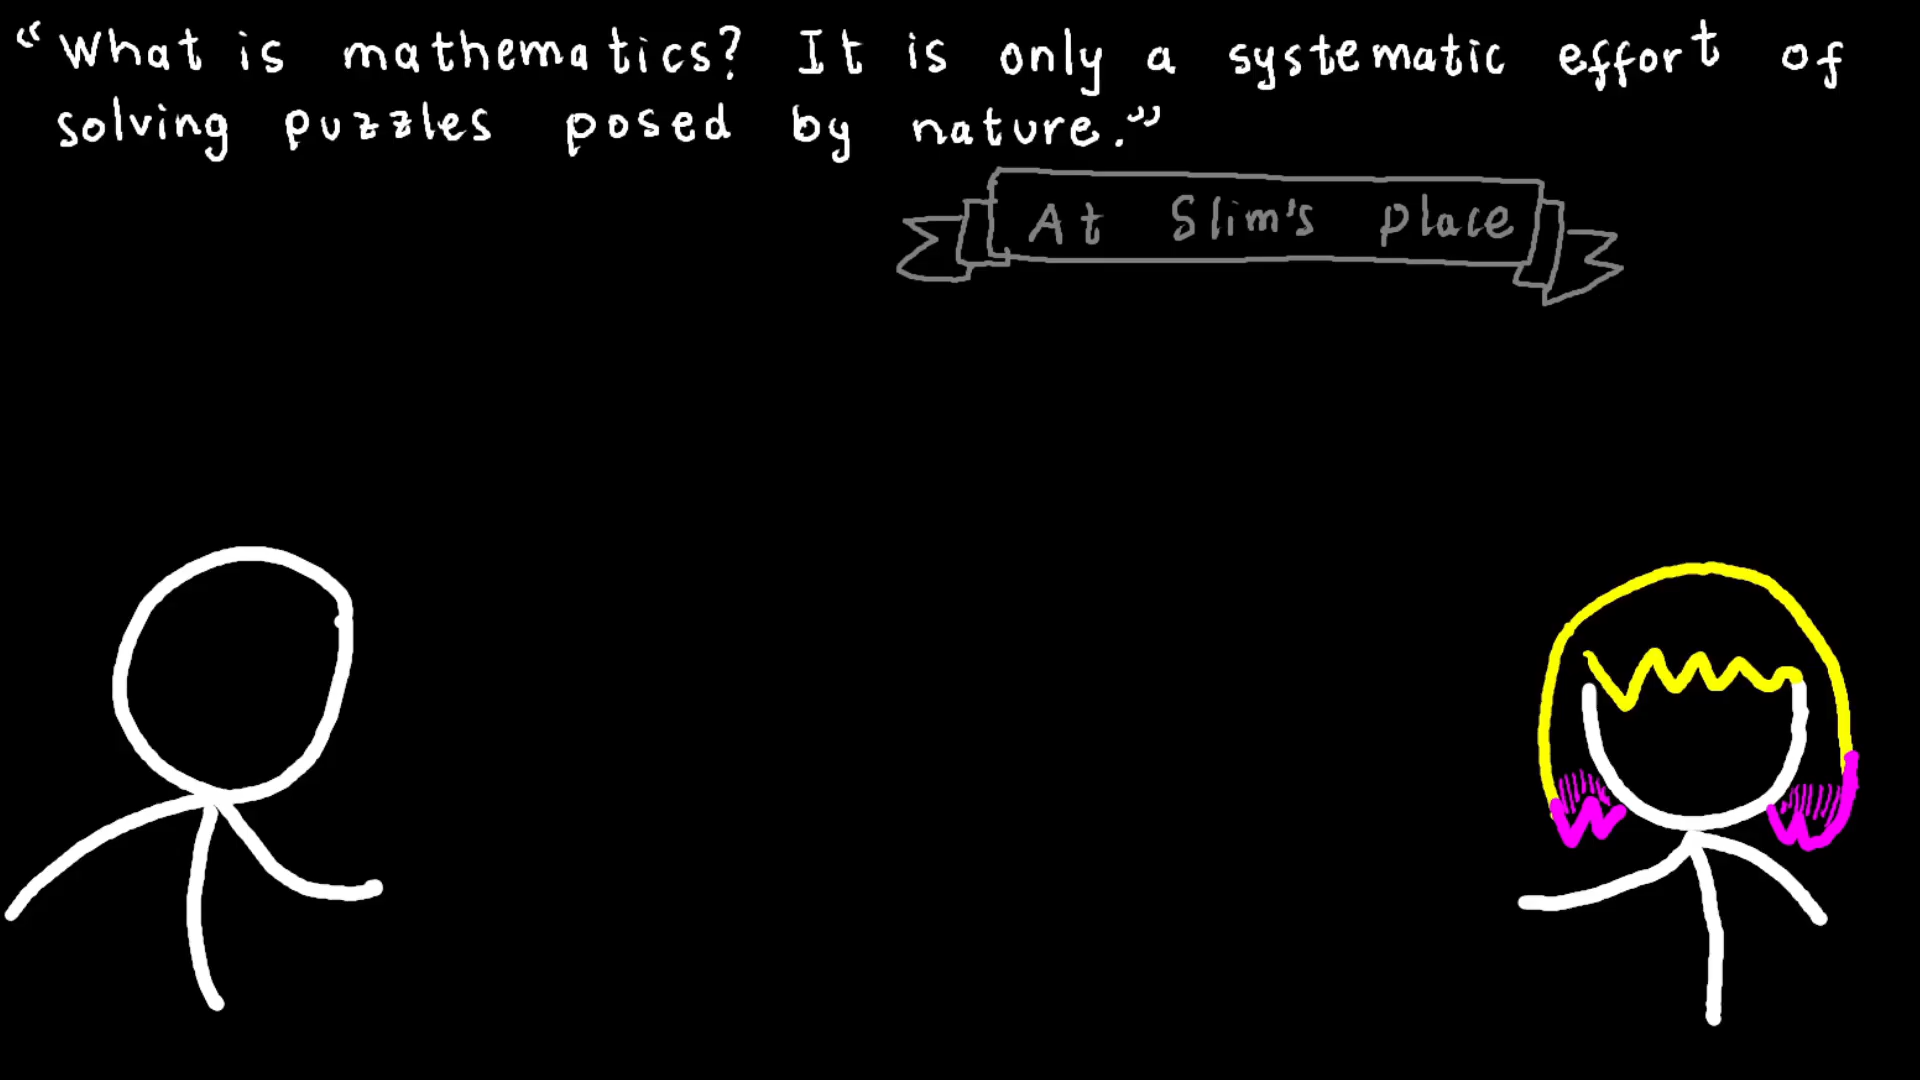 “What is mathematics? It is only a systematic effort of
solving puzzles posed by nature.”
At Slim's place